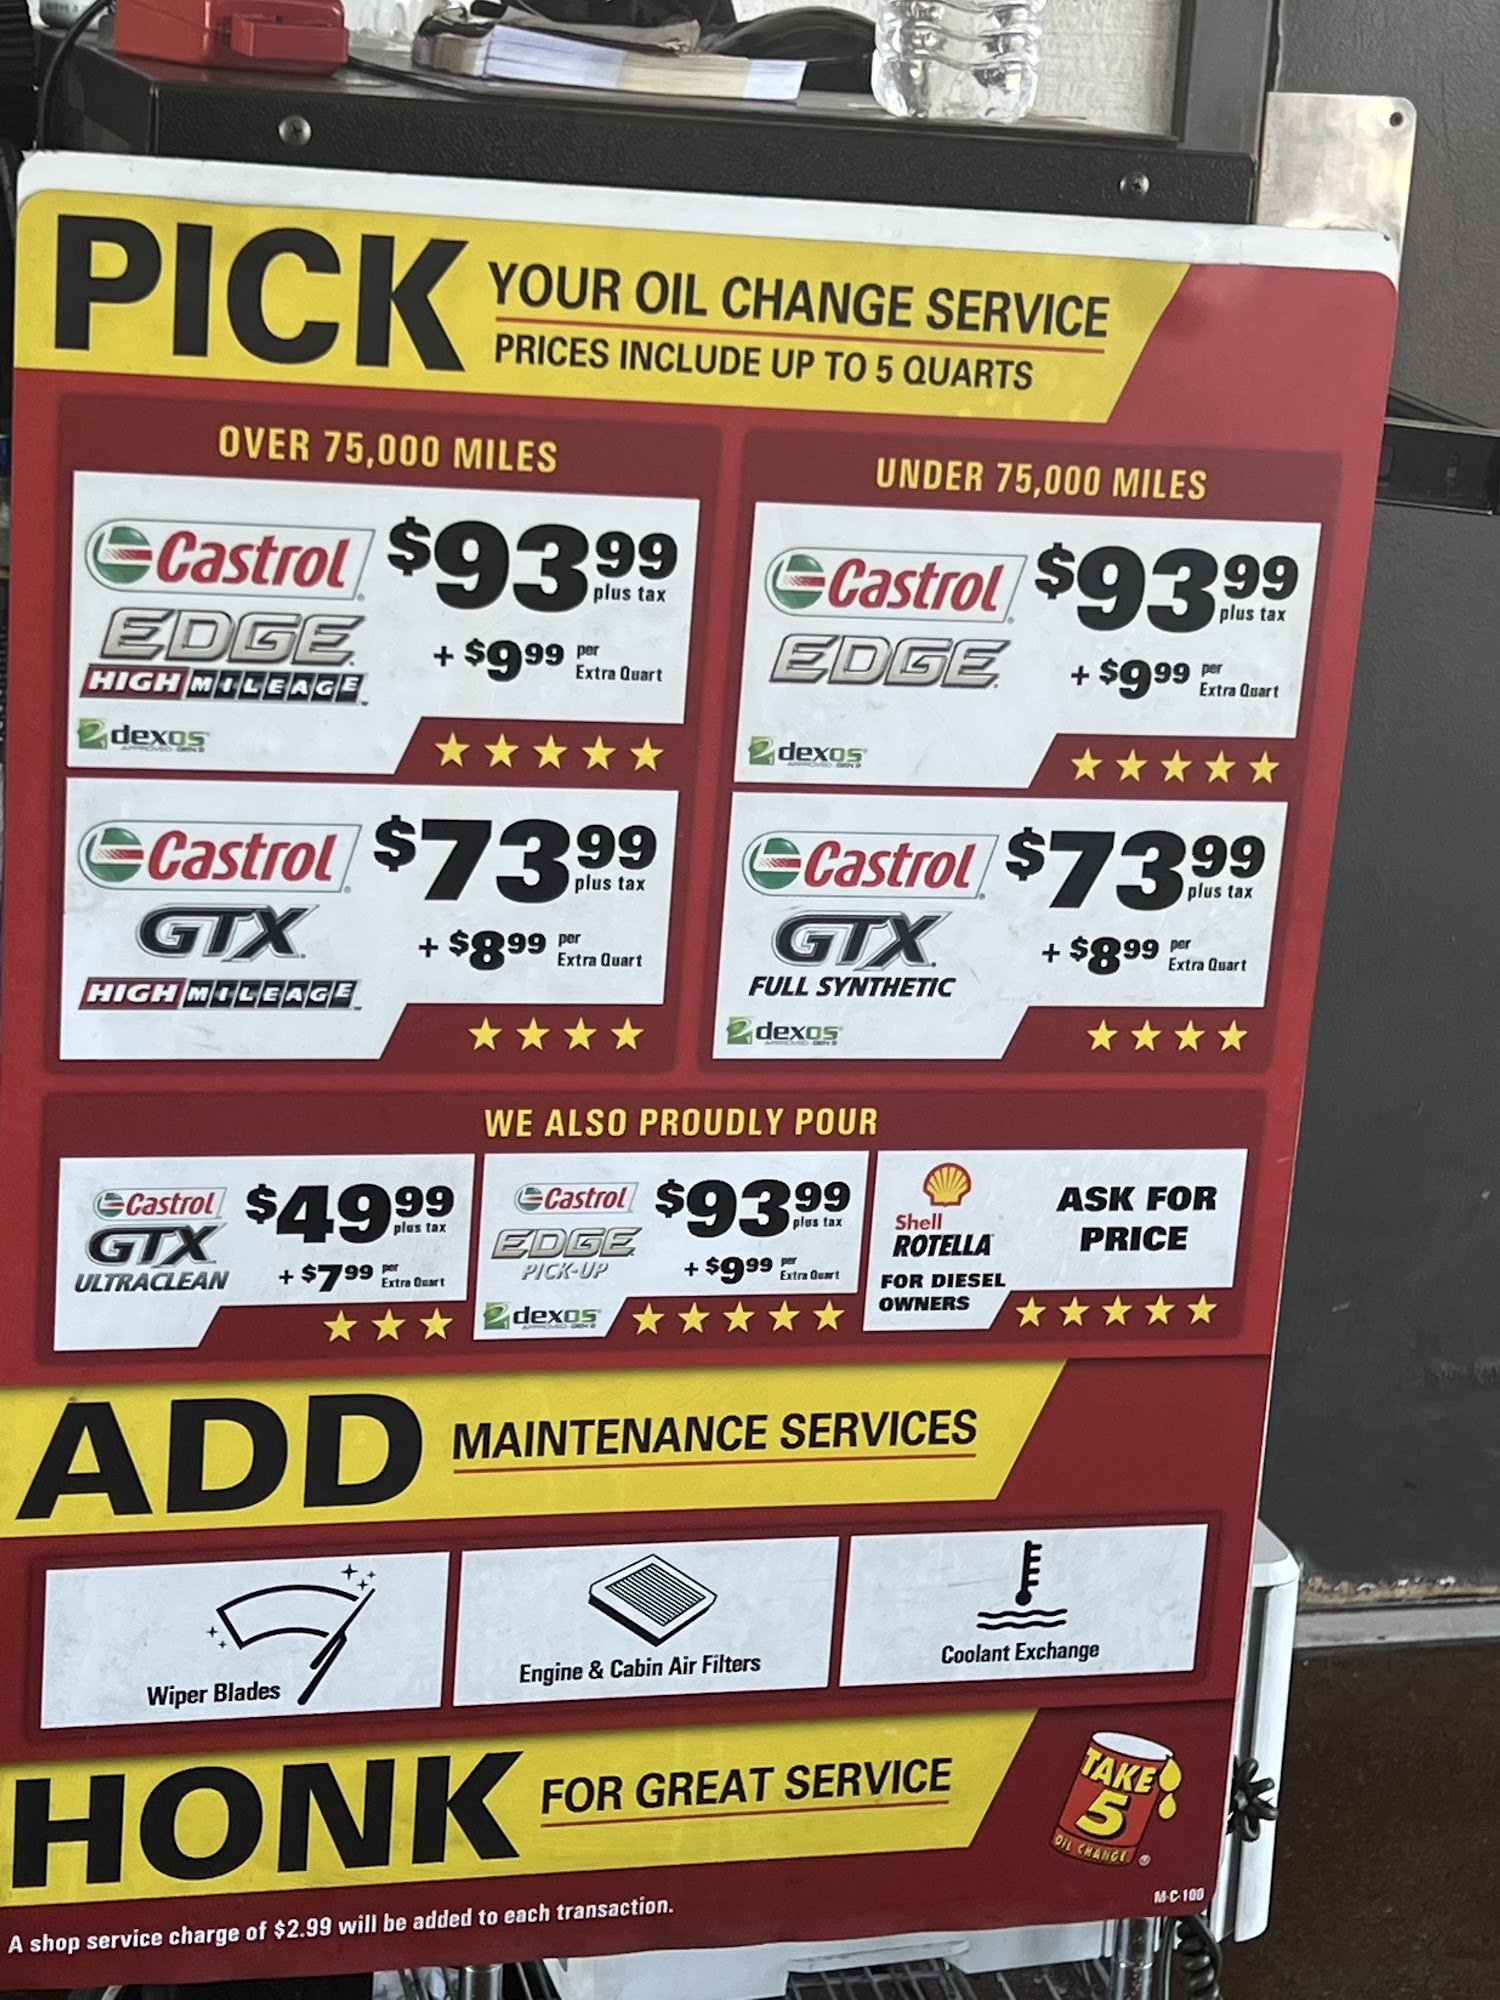 PICK
YOUR OIL CHANGE SERVICE
PRICES INCLUDE UP TO 5 QUARTS
OVER 75,000 MILES
Castrol
EDGE
HIGH MILEAGE
dexos
$93.99
plus tax
+ $9.99 per
Extra Quart
Castrol
GTX
HIGH MILEAGE
$73.99
plus tax
+ $8.99 per
Extra Quart
UNDER 75,000 MILES
Castrol
EDGE
dexos
$93.99
plus tax
+ $9.99 per
Extra Quart
Castrol
GTX
FULL SYNTHETIC
dexos
$73.99
plus tax
+ $8.99 per
Extra Quart
WE ALSO PROUDLY POUR
Castrol
GTX
ULTRACLEAN
$49.99
plus tax
+ $7.99 per
Extra Quart
Castrol
EDGE
PICK-UP
dexos
$93.99
plus tax
+ $9.99 per
Extra Quart
Shell
ROTELLA
FOR DIESEL
OWNERS
ASK FOR
PRICE
ADD
MAINTENANCE SERVICES
Wiper Blades
Engine & Cabin Air Filters
Coolant Exchange
HONK
FOR GREAT SERVICE
TAKE
5
OIL CHANGE
M-C-100
A shop service charge of $2.99 will be added to each transaction.